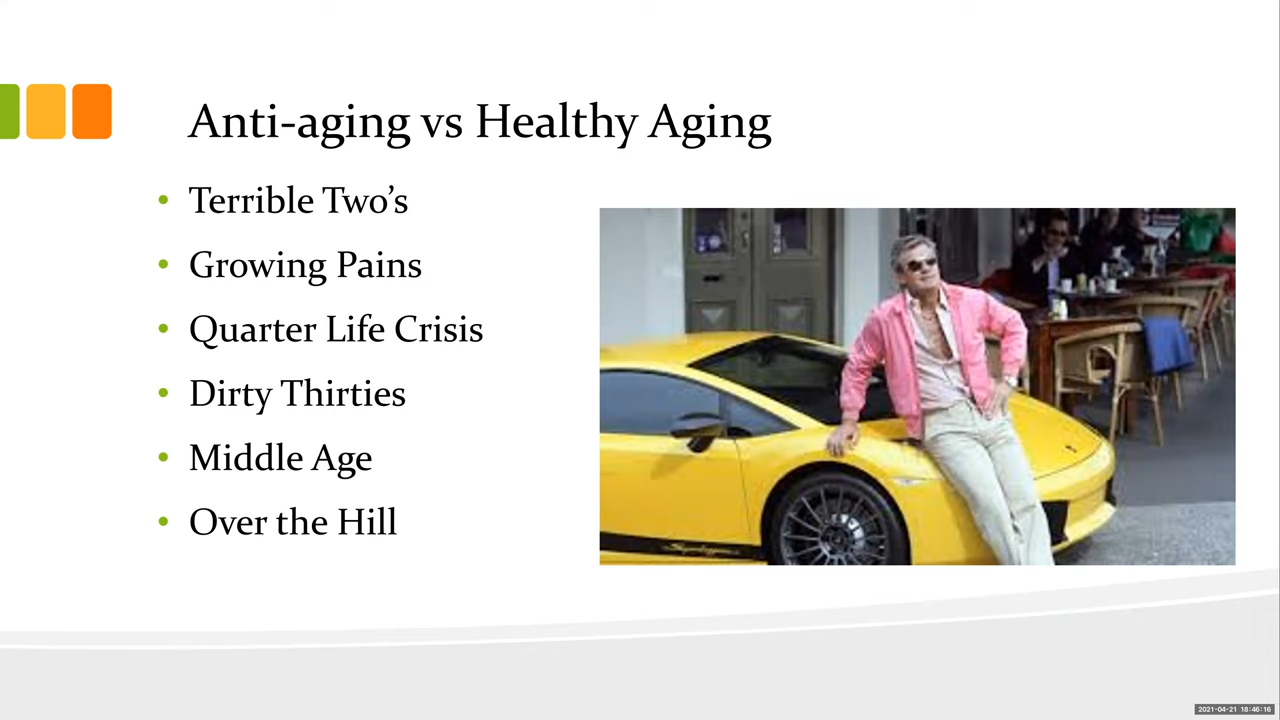 Anti-aging vs Healthy Aging
Terrible Two's
Growing Pains
Quarter Life Crisis
Dirty Thirties
Middle Age
Over the Hill
2021-04-21 18:46:16